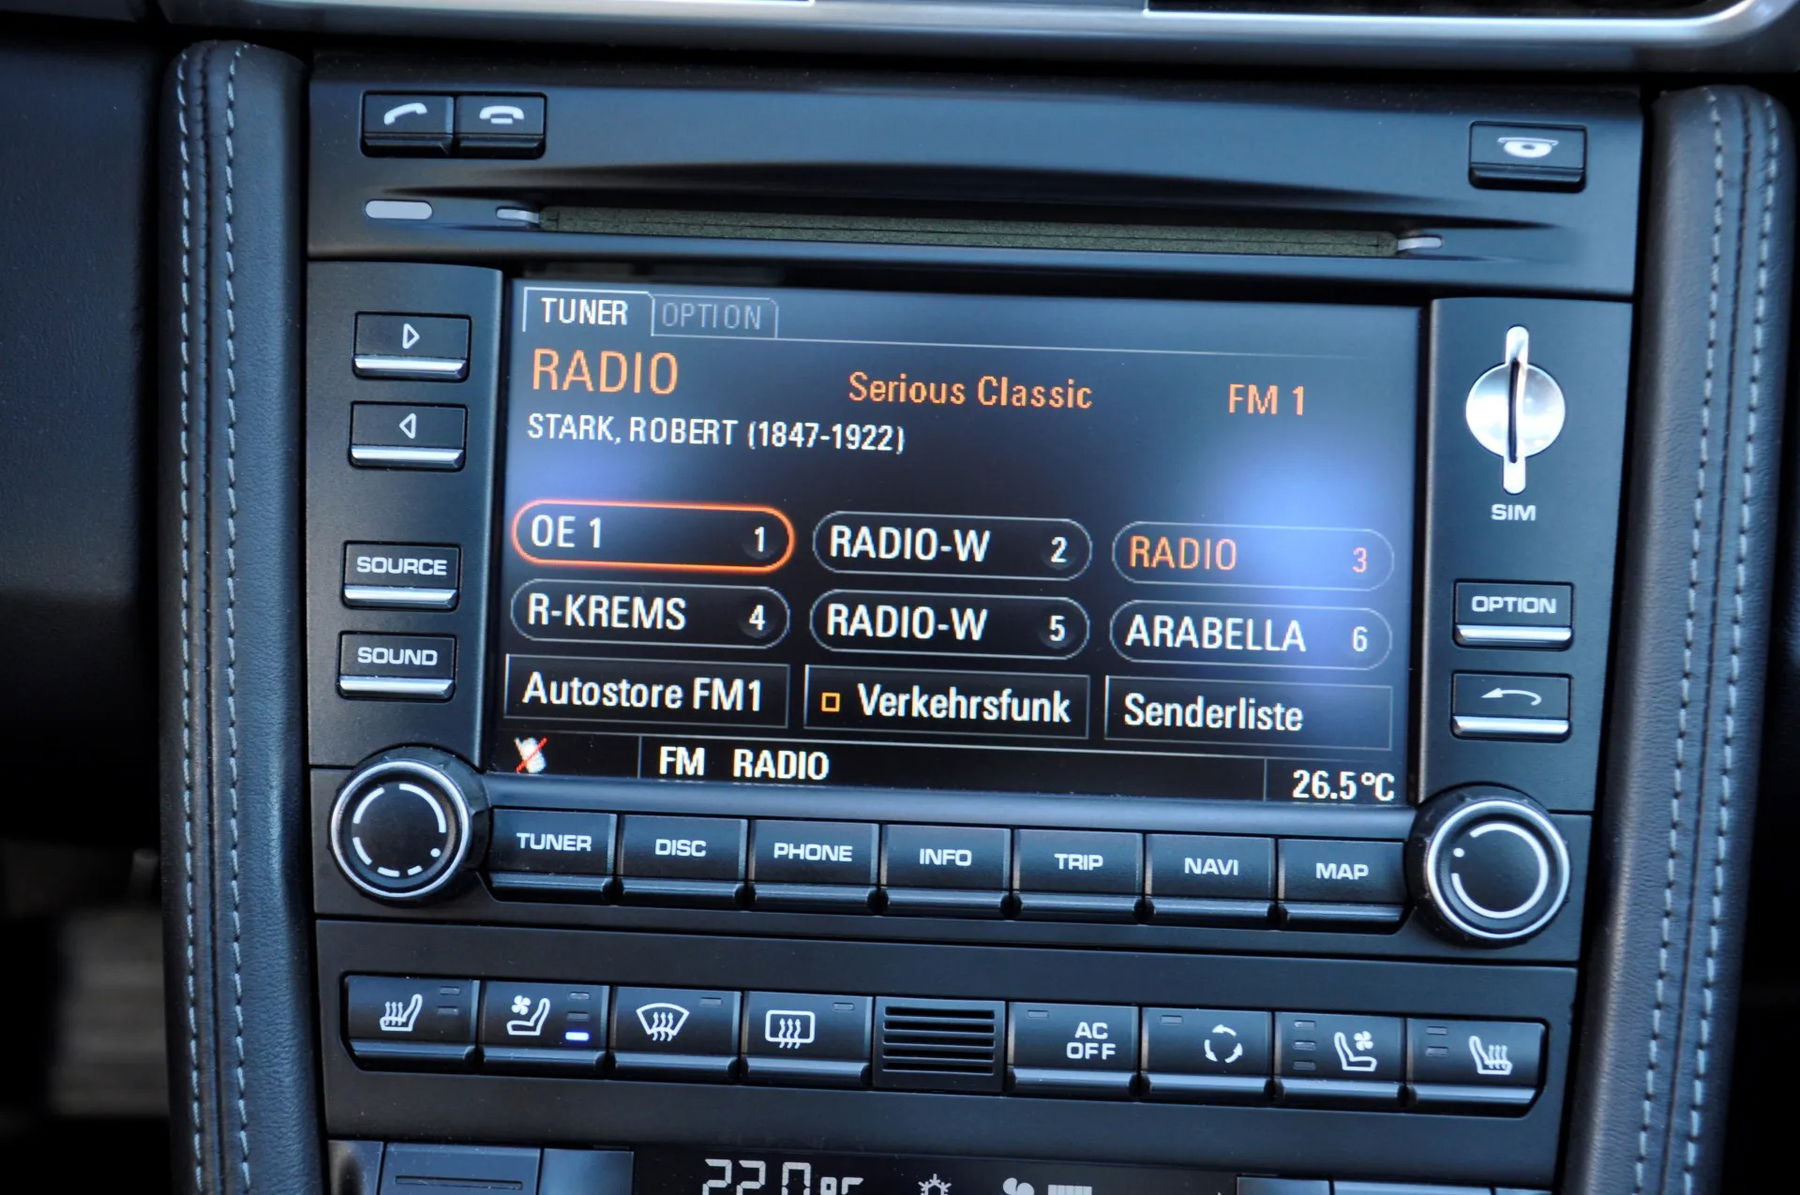 TUNER OPTION
RADIO Serious Classic FM 1
STARK, ROBERT (1847-1922)
OE 1 1 RADIO-W 2 RADIO 3
R-KREMS 4 RADIO-W 5 ARABELLA 6
Autostore FM1 Verkehrsfunk Senderliste
FM RADIO 26.5°C
SIM
SOURCE
SOUND
OPTION
TUNER DISC PHONE INFO TRIP NAVI MAP
AC
OFF
22.0